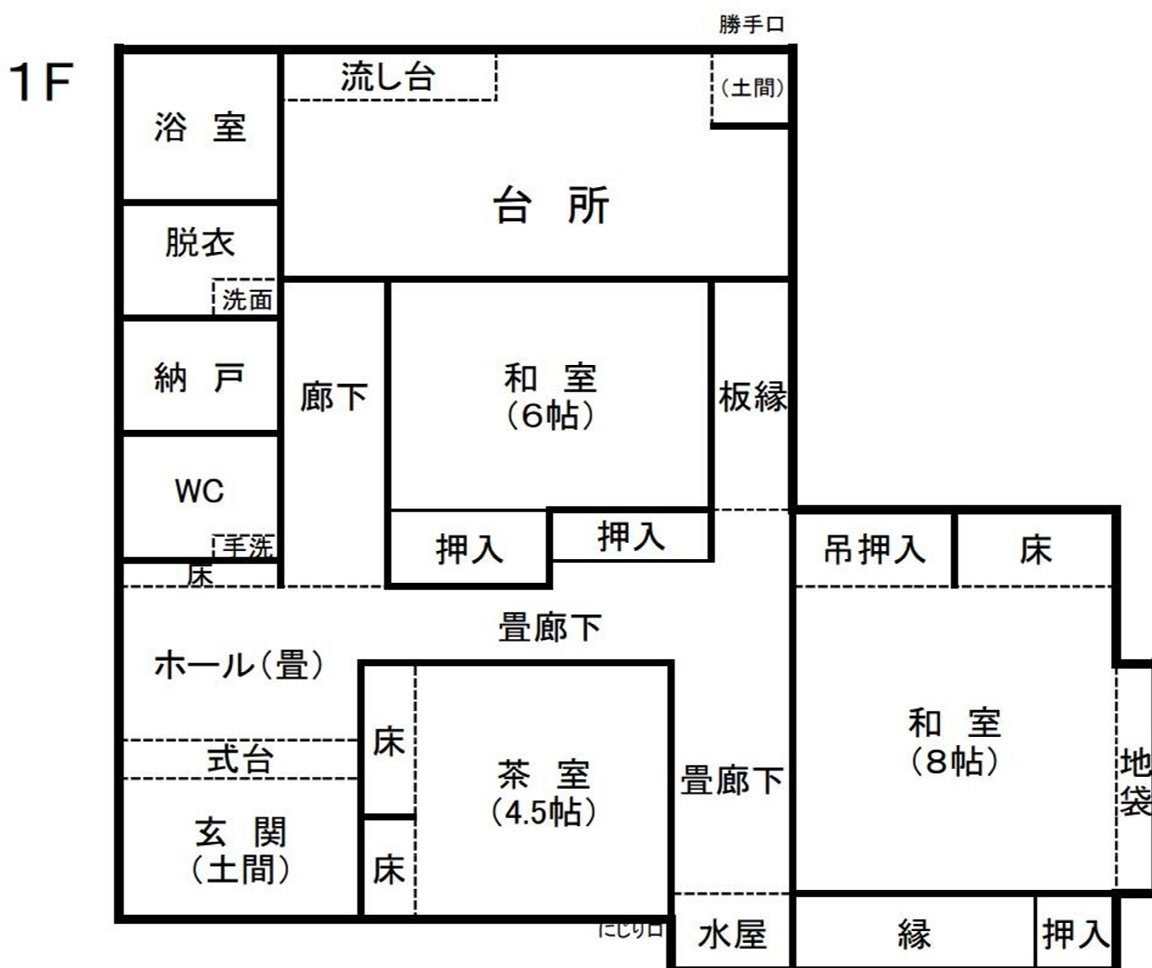 勝手口
1F
流し台
(土間)
浴 室
台 所
脱衣
洗面
納 戸
廊下
和 室
(6帖)
板縁
WC
手洗
床
押入
押入
吊押入
床
畳廊下
ホール(畳)
式台
床
茶 室
(4.5帖)
畳廊下
和 室
(8帖)
地
袋
玄 関
(土間)
床
にじり口
水屋
縁
押入